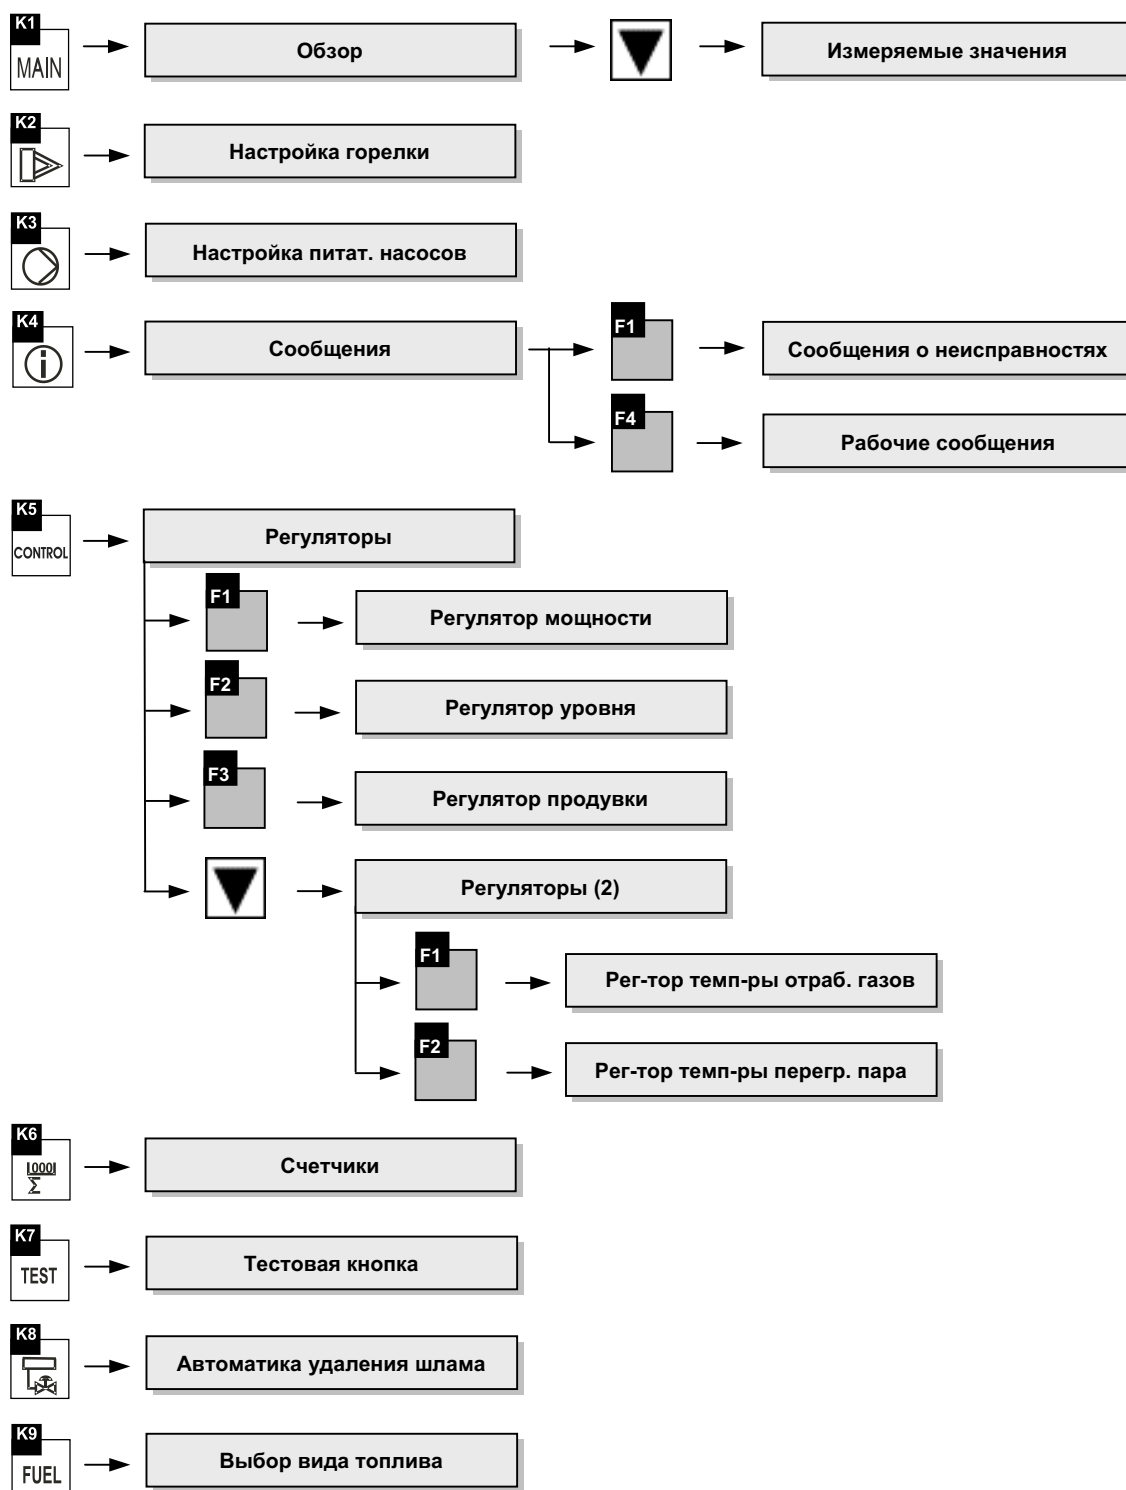 K1
MAIN
Обзор
Измеряемые значения
K2
Настройка горелки
K3
Настройка питат. насосов
K4
i
Сообщения
F1
Сообщения о неисправностях
F4
Рабочие сообщения
K5
CONTROL
Регуляторы
F1
Регулятор мощности
F2
Регулятор уровня
F3
Регулятор продувки
Регуляторы (2)
F1
Рег-тор темп-ры отраб. газов
F2
Рег-тор темп-ры перегр. пара
K6
0001
Σ
Счетчики
K7
TEST
Тестовая кнопка
K8
Автоматика удаления шлама
K9
FUEL
Выбор вида топлива